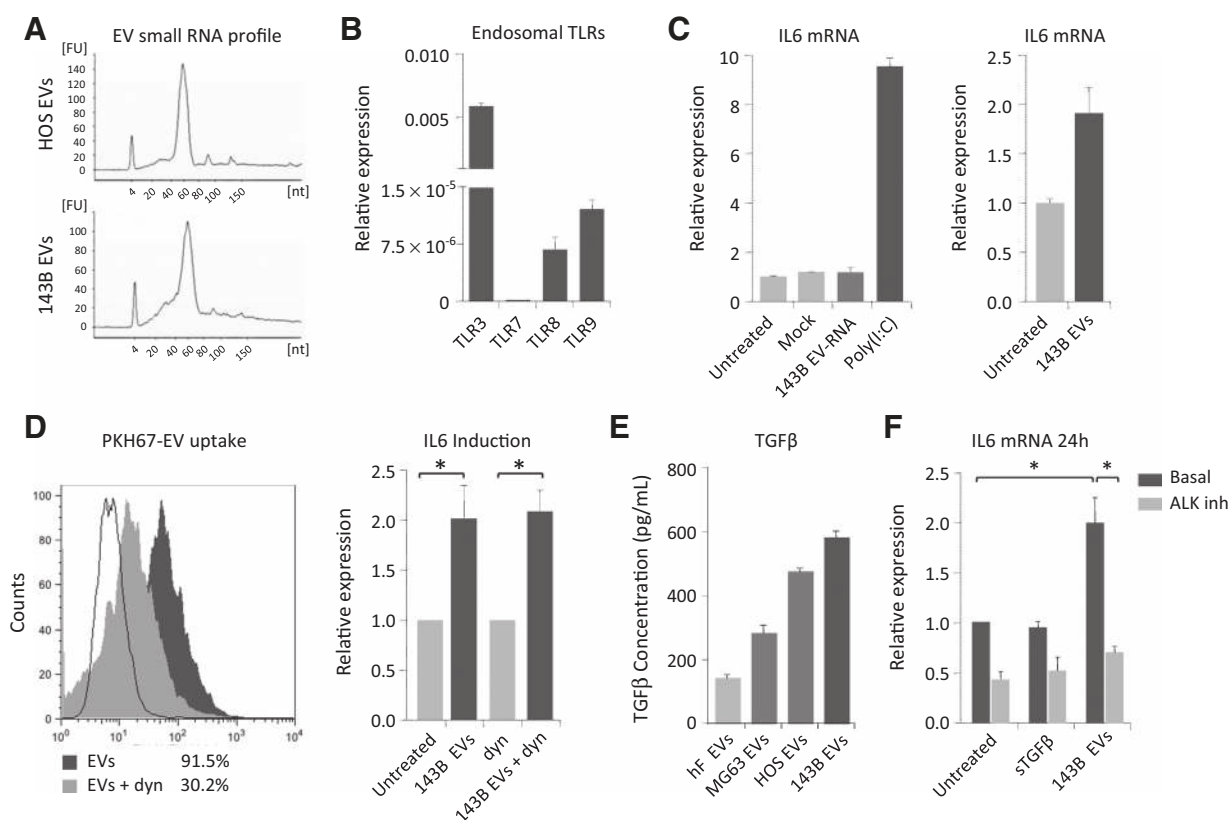 A
EV small RNA profile
HOS EVs
[FU]
140
120
100
80
60
40
20
0
4 20 40 60 80 100 150 [nt]
143B EVs
[FU]
100
80
60
40
20
0
4 20 40 60 80 100 150 [nt]
B
Endosomal TLRs
Relative expression
0.010
0.005
1.5 × 10⁻⁵
7.5 × 10⁻⁶
0
TLR3 TLR7 TLR8 TLR9
C
IL6 mRNA
Relative expression
10
8
6
4
2
0
Untreated Mock 143B EV-RNA Poly(I:C)
IL6 mRNA
Relative expression
2.5
2.0
1.5
1.0
0.5
0.0
Untreated 143B EVs
D
PKH67-EV uptake
Counts
100
80
60
40
20
0
10⁰ 10¹ 10² 10³ 10⁴
EVs 91.5%
EVs + dyn 30.2%
IL6 Induction
Relative expression
2.5
2.0
1.5
1.0
0.5
0.0
* *
Untreated 143B EVs dyn 143B EVs + dyn
E
TGFβ
TGFβ Concentration (pg/mL)
800
600
400
200
0
hF EVs MG63 EVs HOS EVs 143B EVs
F
IL6 mRNA 24h
Relative expression
2.5
2.0
1.5
1.0
0.5
0.0
* *
Untreated sTGFβ 143B EVs
Basal
ALK inh